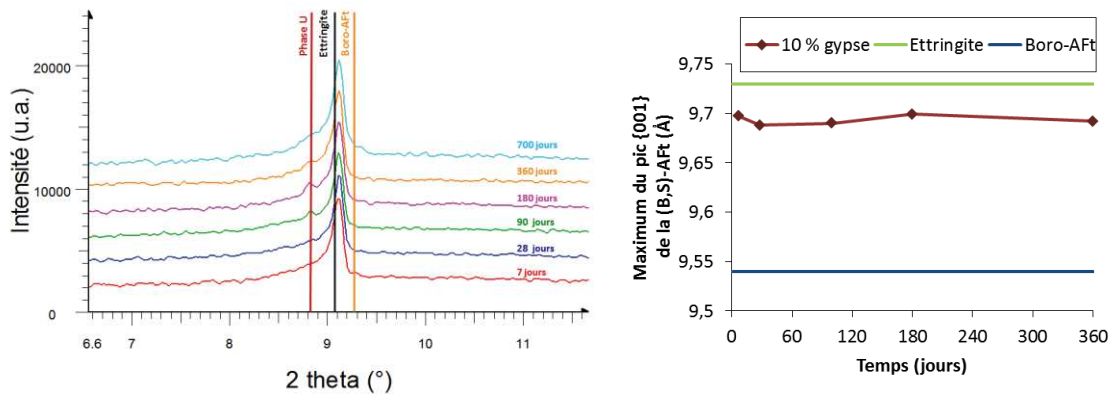 Phase U
Ettringite
Boro-AFt
20000
10000
0
Intensité (u.a.)
700 jours
360 jours
180 jours
90 jours
28 jours
7 jours
6.6 7 8 9 10 11
2 theta (°)
10 % gypse Ettringite Boro-AFt
9,75
9,7
9,65
9,6
9,55
9,5
Maximum du pic {001}
de la (B,S)-AFt (Å)
0 60 120 180 240 300 360
Temps (jours)